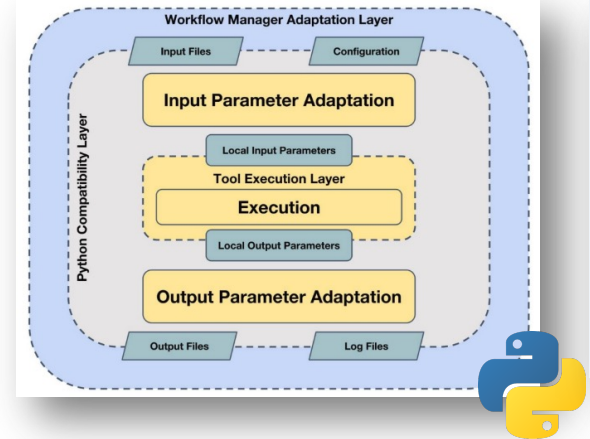 Workflow Manager Adaptation Layer
Input Files
Configuration
Input Parameter Adaptation
Python Compatibility Layer
Local Input Parameters
Tool Execution Layer
Execution
Local Output Parameters
Output Parameter Adaptation
Output Files
Log Files